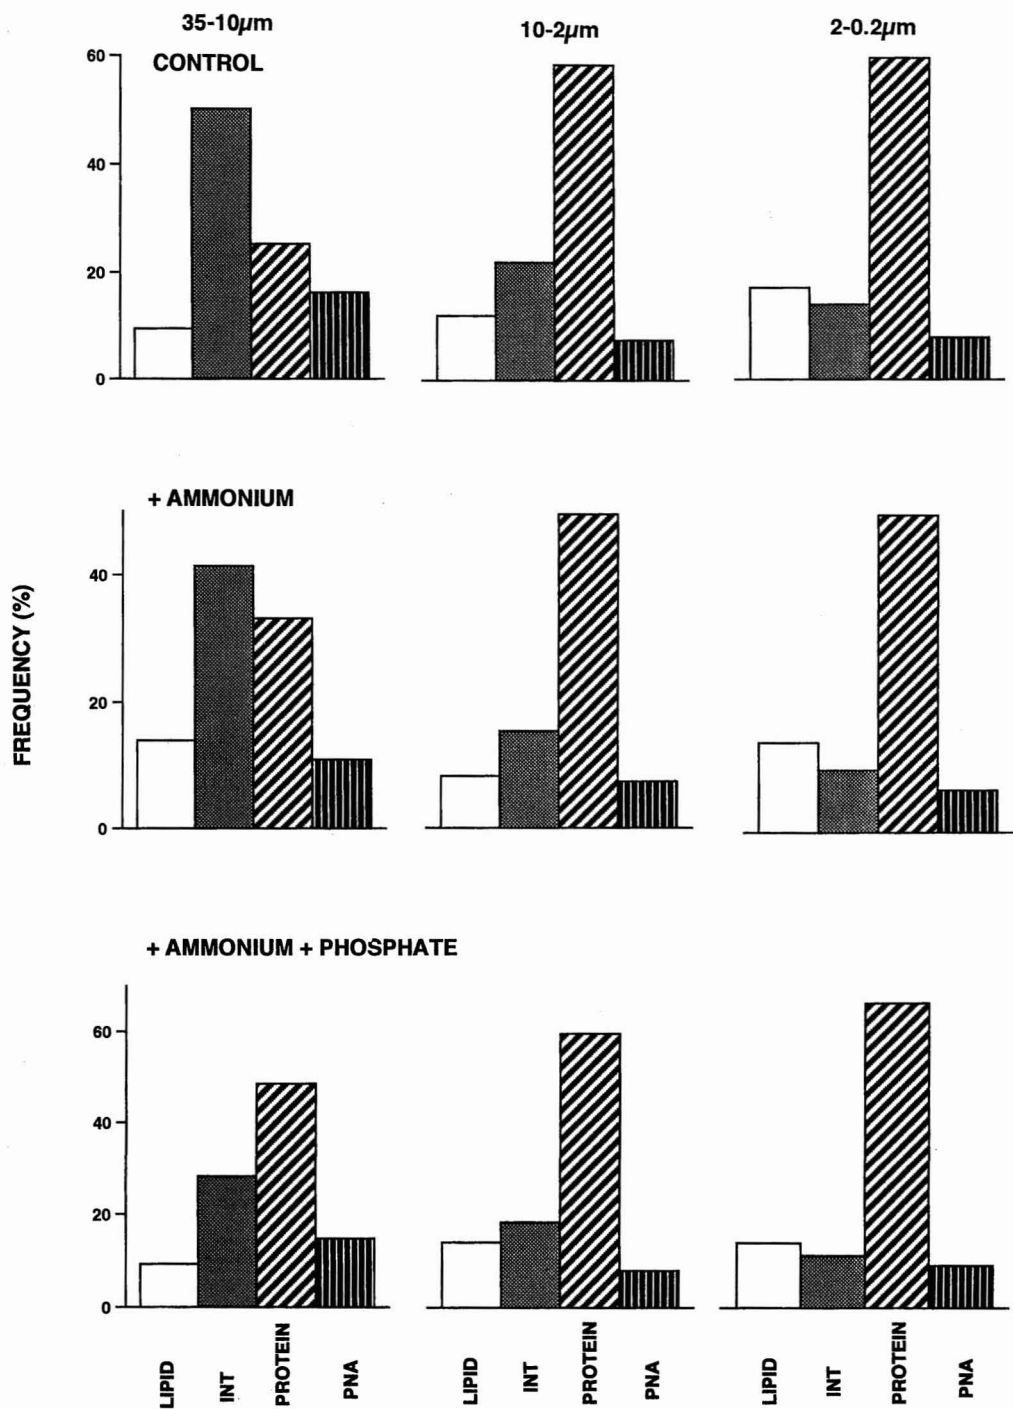 35-10µm
10-2µm
2-0.2µm
CONTROL
60
40
20
0
+ AMMONIUM
40
20
0
FREQUENCY (%)
+ AMMONIUM + PHOSPHATE
60
40
20
0
LIPID
INT
PROTEIN
PNA
LIPID
INT
PROTEIN
PNA
LIPID
INT
PROTEIN
PNA